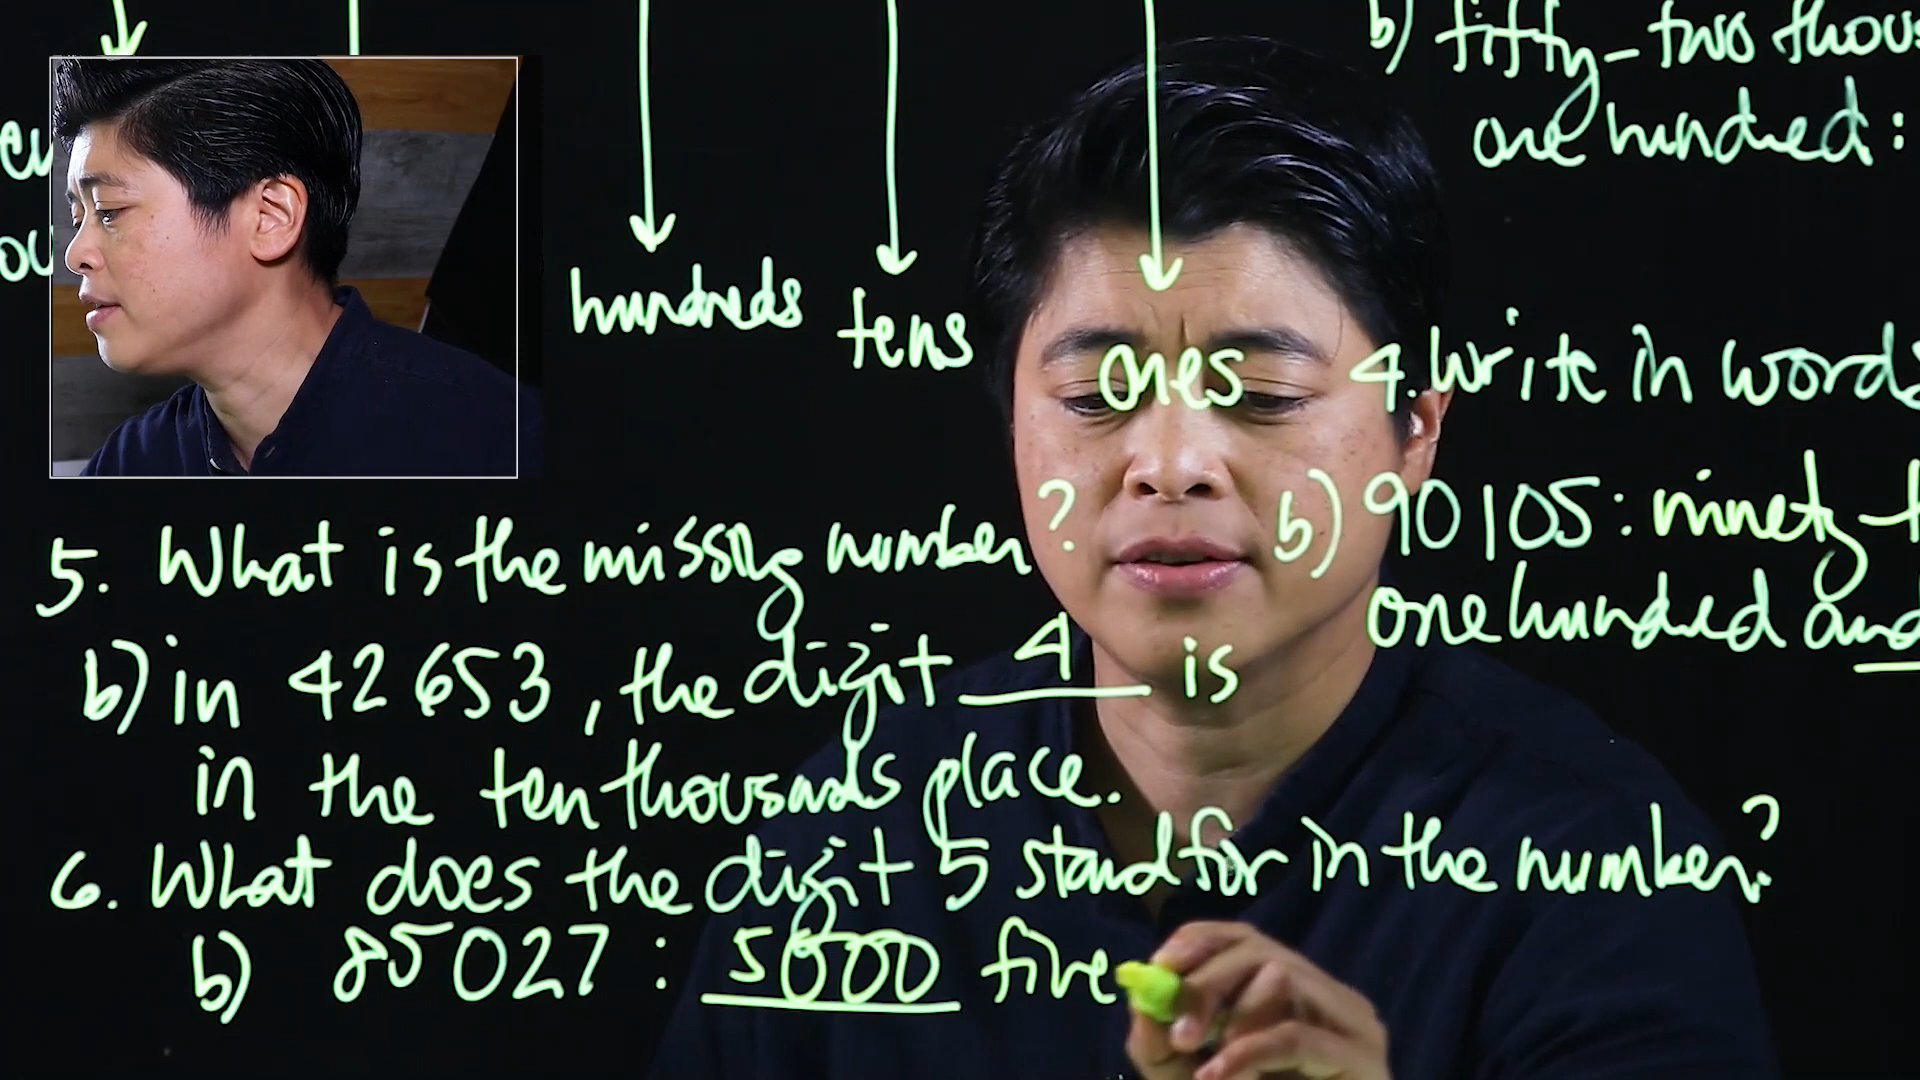 b) fifty-two thous
one hundred:
hundreds
tens
ones
4. Write in words
b) 90105: ninety-t
one hundred and
5. What is the missing number?
b) in 42 653, the digit 4 is
in the ten thousands place.
6. What does the digit 5 stand for in the number?
b) 85027: 5000 five